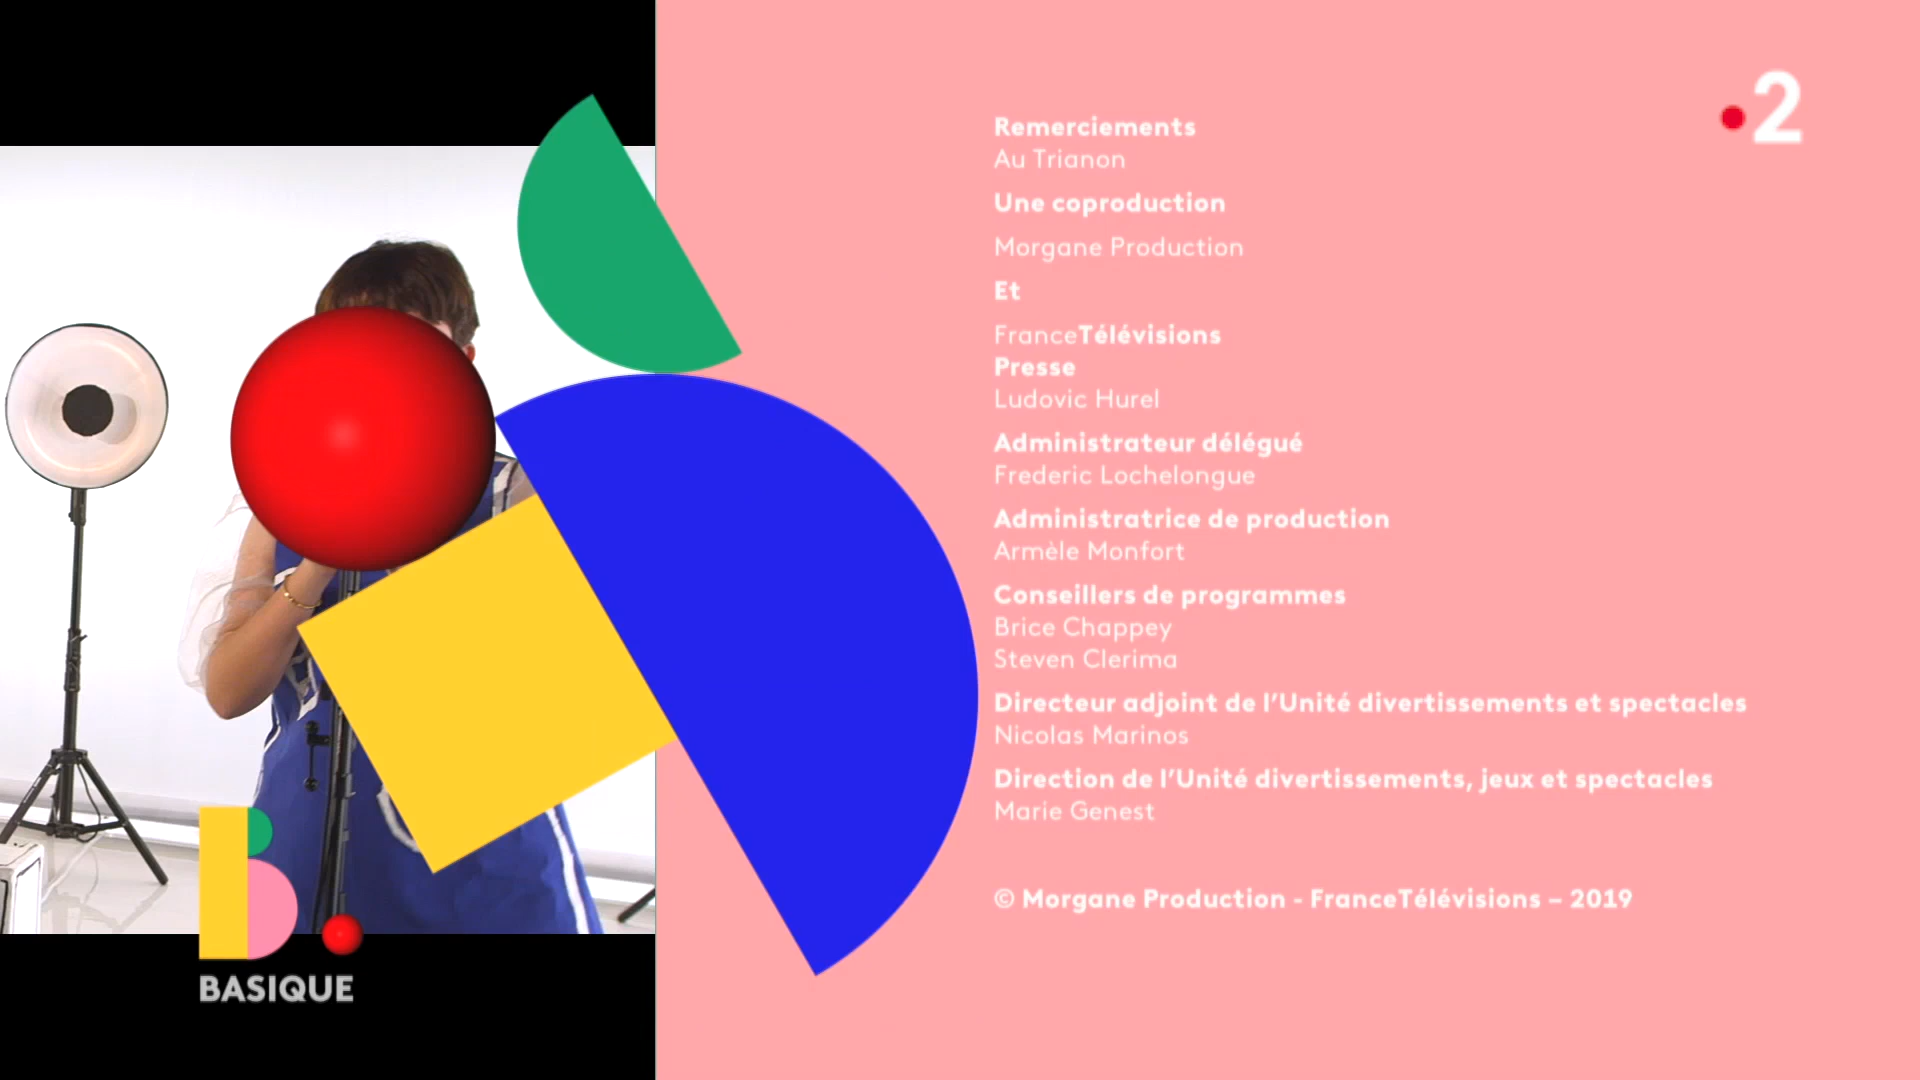 2
Remerciements
Au Trianon
Une coproduction
Morgane Production
Et
FranceTélévisions
Presse
Ludovic Hurel
Administrateur délégué
Frederic Lochelongue
Administratrice de production
Armèle Monfort
Conseillers de programmes
Brice Chappey
Steven Clerima
Directeur adjoint de l’Unité divertissements et spectacles
Nicolas Marinos
Direction de l’Unité divertissements, jeux et spectacles
Marie Genest
© Morgane Production - FranceTélévisions – 2019
B.
BASIQUE